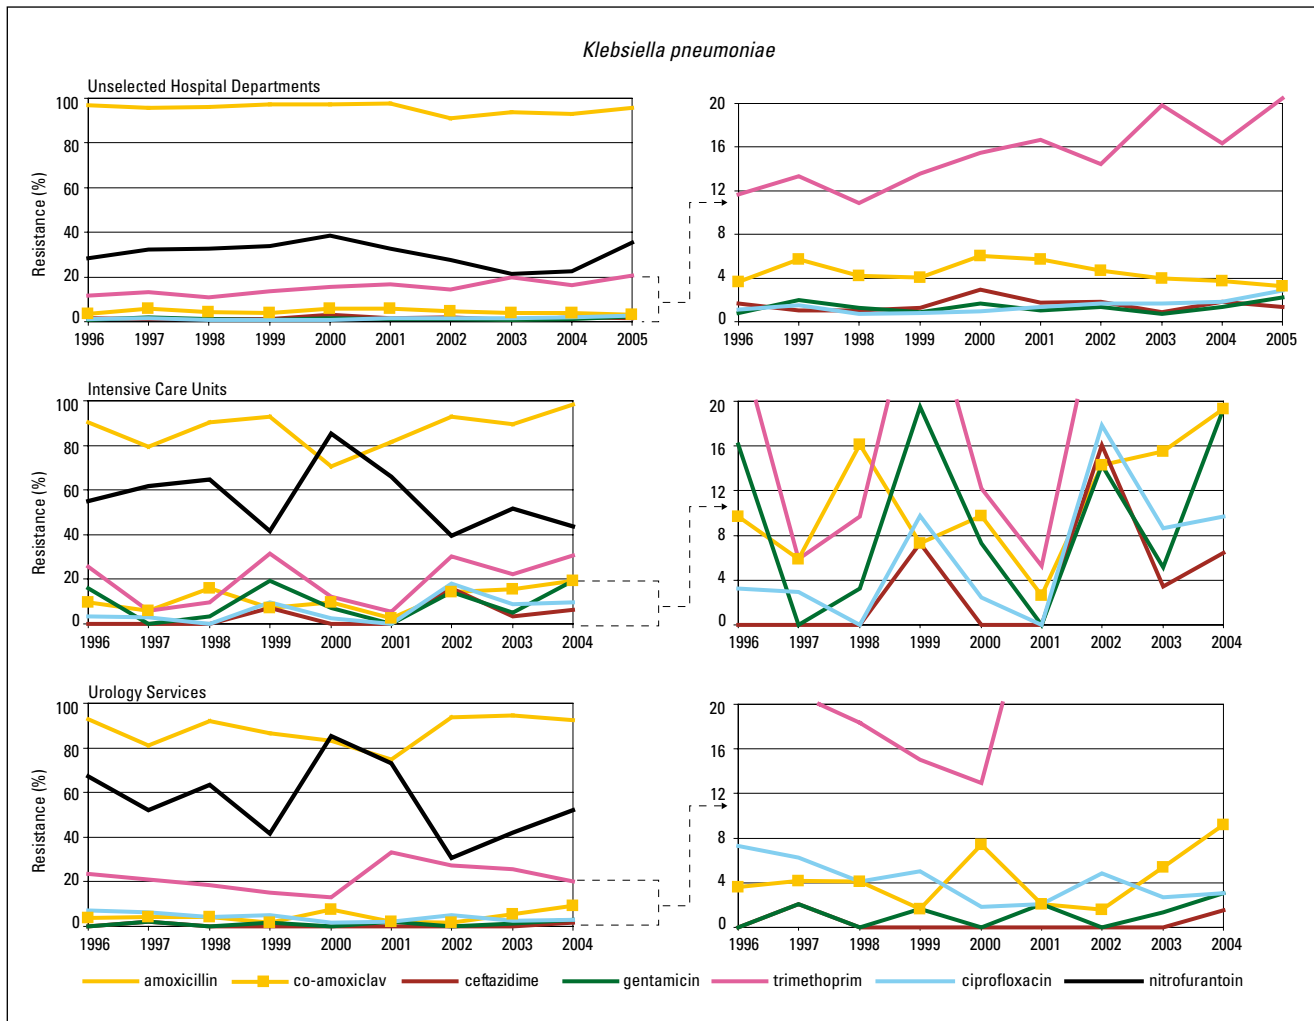 Klebsiella pneumoniae
Unselected Hospital Departments
Resistance (%)
100
80
60
40
20
0
1996 1997 1998 1999 2000 2001 2002 2003 2004 2005
20
16
12
8
4
0
1996 1997 1998 1999 2000 2001 2002 2003 2004 2005
Intensive Care Units
Resistance (%)
100
80
60
40
20
0
1996 1997 1998 1999 2000 2001 2002 2003 2004
20
16
12
8
4
0
1996 1997 1998 1999 2000 2001 2002 2003 2004
Urology Services
Resistance (%)
100
80
60
40
20
0
1996 1997 1998 1999 2000 2001 2002 2003 2004
20
16
12
8
4
0
1996 1997 1998 1999 2000 2001 2002 2003 2004
amoxicillin co-amoxiclav ceftazidime gentamicin trimethoprim ciprofloxacin nitrofurantoin